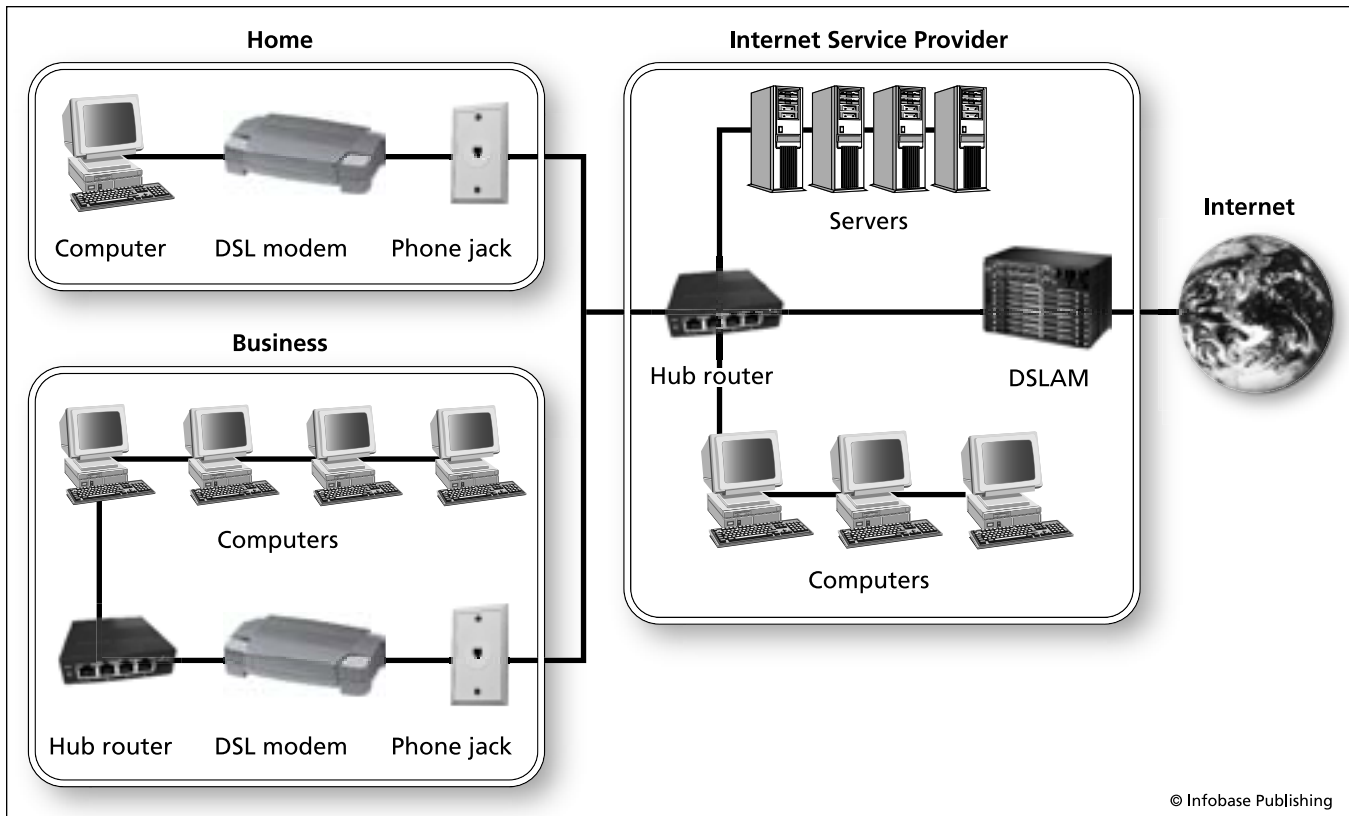 Home
Computer
DSL modem
Phone jack
Business
Computers
Hub router
DSL modem
Phone jack
Internet Service Provider
Servers
Hub router
DSLAM
Computers
Internet
© Infobase Publishing